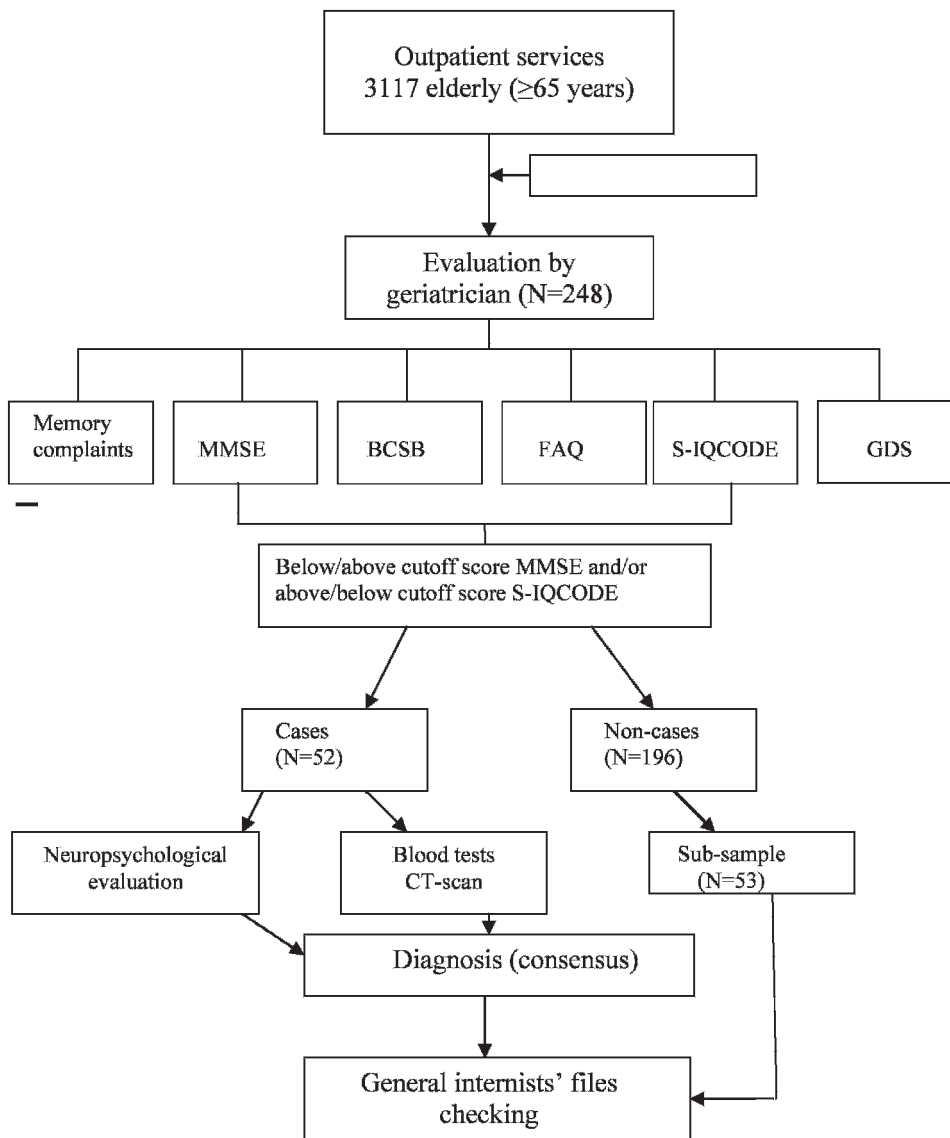 Outpatient services
3117 elderly (≥65 years)
Evaluation by
geriatrician (N=248)
Memory
complaints
MMSE
BCSB
FAQ
S-IQCODE
GDS
Below/above cutoff score MMSE and/or
above/below cutoff score S-IQCODE
Cases
(N=52)
Non-cases
(N=196)
Neuropsychological
evaluation
Blood tests
CT-scan
Sub-sample
(N=53)
Diagnosis (consensus)
General internists’ files
checking